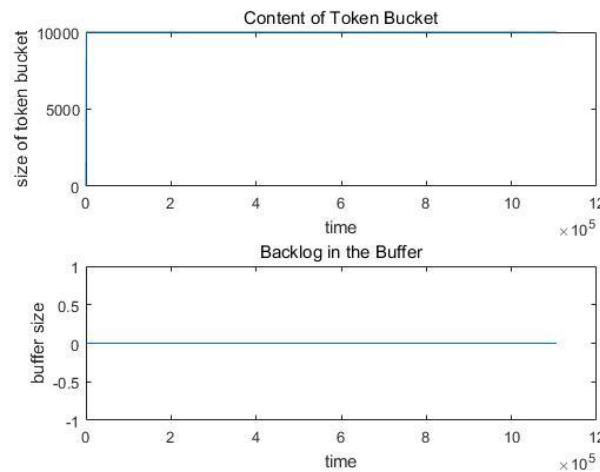 Content of Token Bucket
10000
5000
0
size of token bucket
0 2 4 6 8 10 12
time
×10^5
Backlog in the Buffer
1
0.5
0
-0.5
-1
buffer size
0 2 4 6 8 10 12
time
×10^5